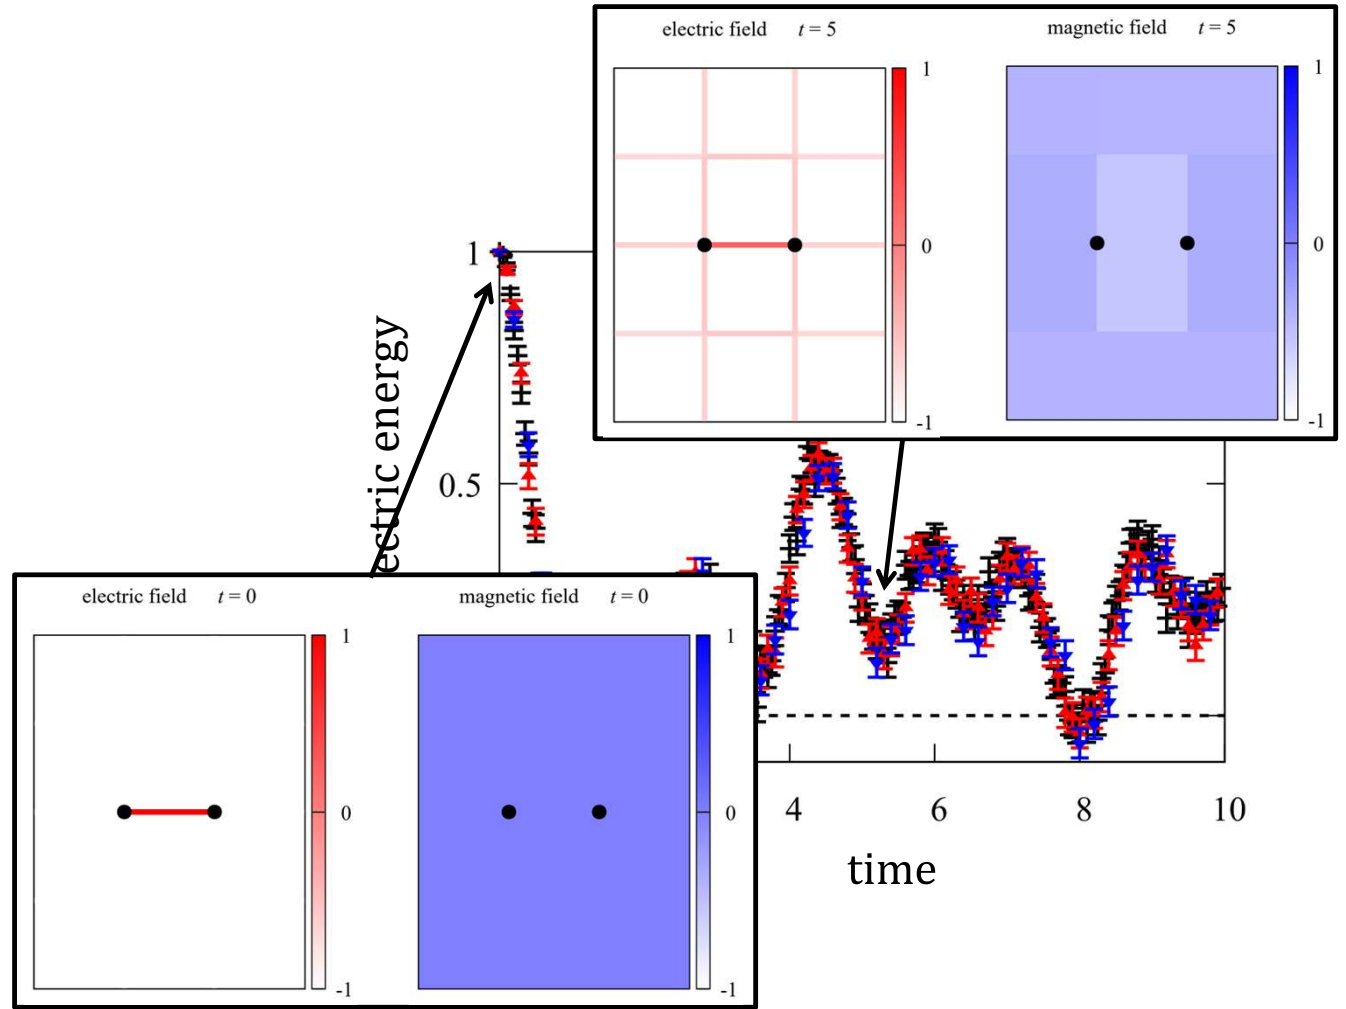 electric field t = 5 magnetic field t = 5
1 1
0 0
-1 -1
1
0.5
ectric energy
electric field t = 0 magnetic field t = 0
1 1
0 0
-1 -1
4 6 8 10
time